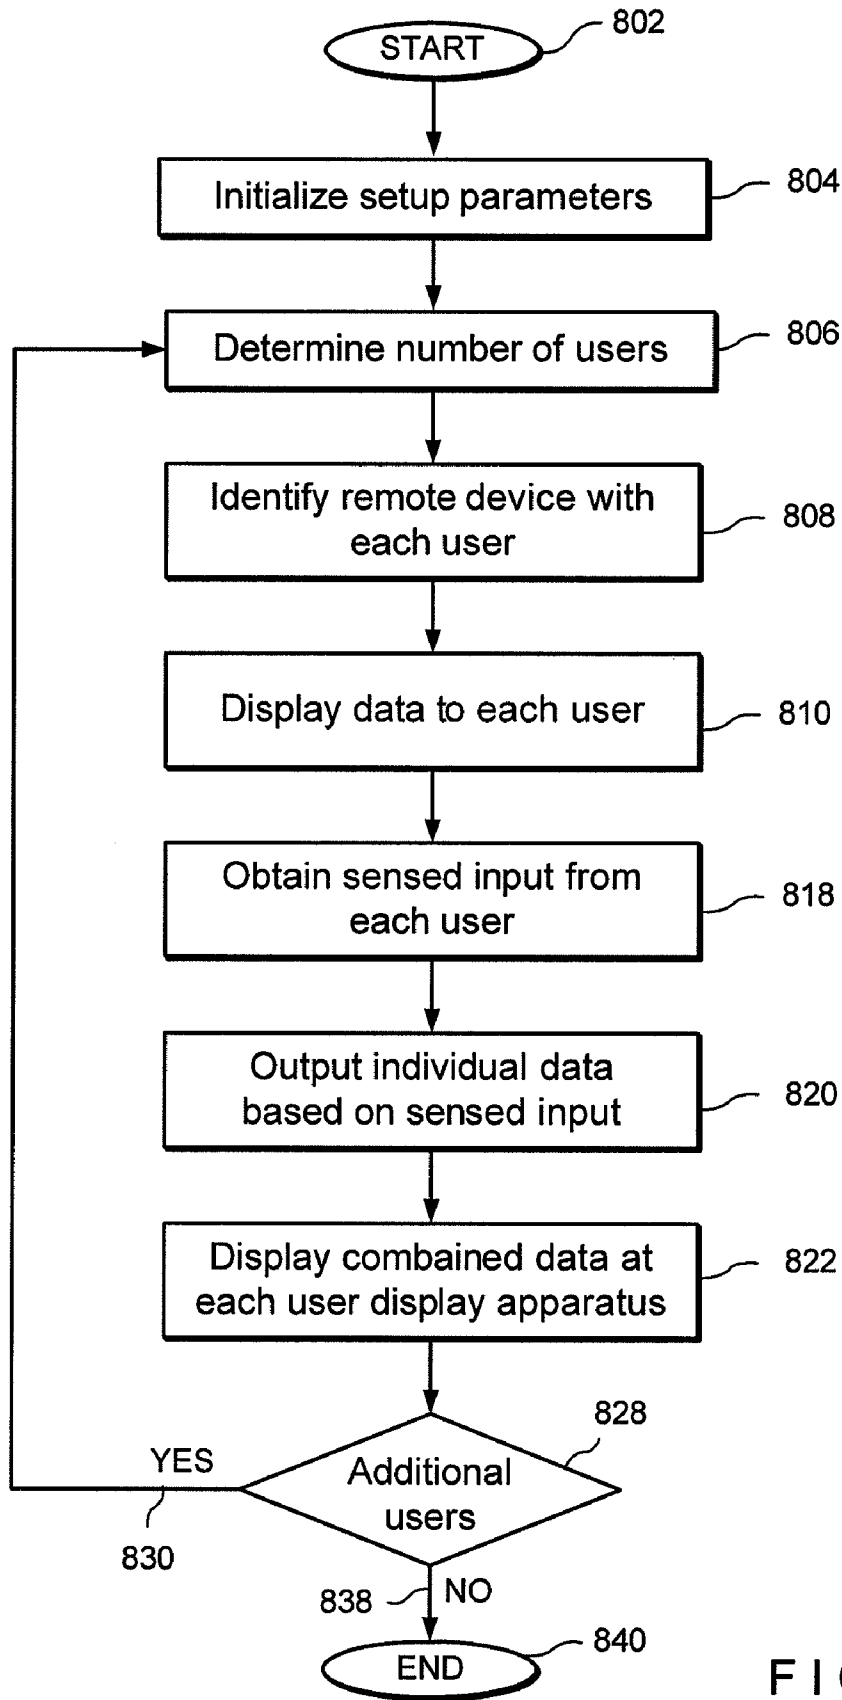 START
802
Initialize setup parameters
804
Determine number of users
806
Identify remote device with
each user
808
Display data to each user
810
Obtain sensed input from
each user
818
Output individual data
based on sensed input
820
Display combained data at
each user display apparatus
822
828
YES
Additional
users
830
838
NO
840
END